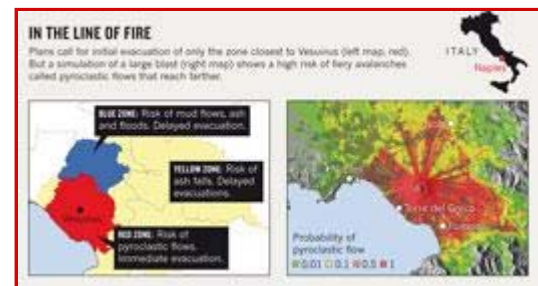 IN THE LINE OF FIRE
Plans call for initial evacuation of only the zone closest to Vesuvius (left map, red).
But a simulation of a large blast (right map) shows a high risk of fiery avalanches
called pyroclastic flows that reach farther.
ITALY
Naples
BLUE ZONE: Risk of mud flows, ash
and floods. Delayed evacuation.
YELLOW ZONE: Risk of
ash falls. Delayed
evacuations.
Vesuvius
RED ZONE: Risk of
pyroclastic flows.
Immediate evacuation.
Torre del Greco
Probability of
pyroclastic flow
0.01 0.1 0.5 1